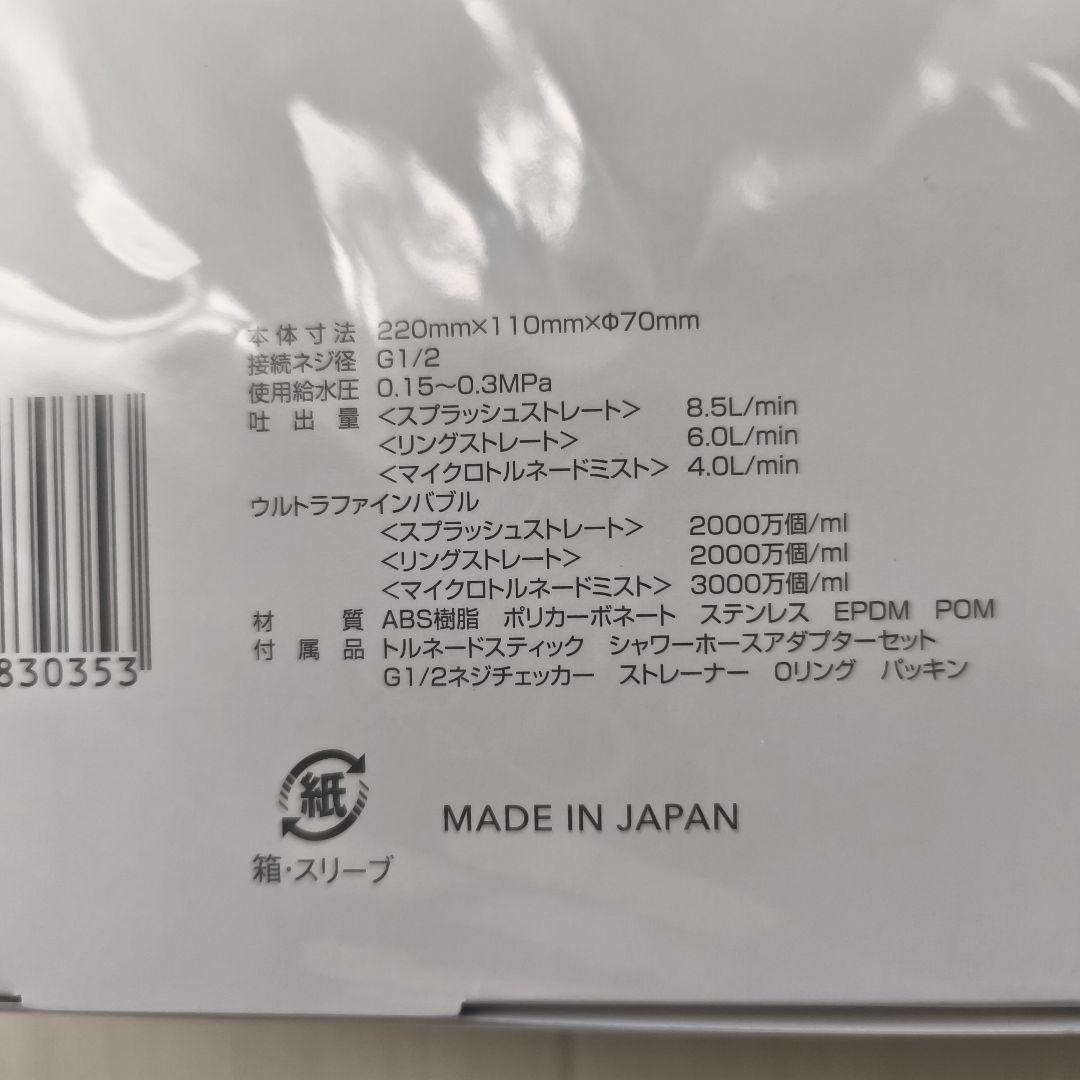 本体寸法 220mm×110mm×Φ70mm
接続ネジ径 G1/2
使用給水圧 0.15〜0.3MPa
吐出量 <スプラッシュストレート> 8.5L/min
<リングストレート> 6.0L/min
<マイクロトルネードミスト> 4.0L/min
ウルトラファインバブル
<スプラッシュストレート> 2000万個/ml
<リングストレート> 2000万個/ml
<マイクロトルネードミスト> 3000万個/ml
材質 ABS樹脂 ポリカーボネート ステンレス EPDM POM
付属品 トルネードスティック シャワーホースアダプターセット
G1/2ネジチェッカー ストレーナー Oリング パッキン
830353
紙
箱・スリーブ
MADE IN JAPAN